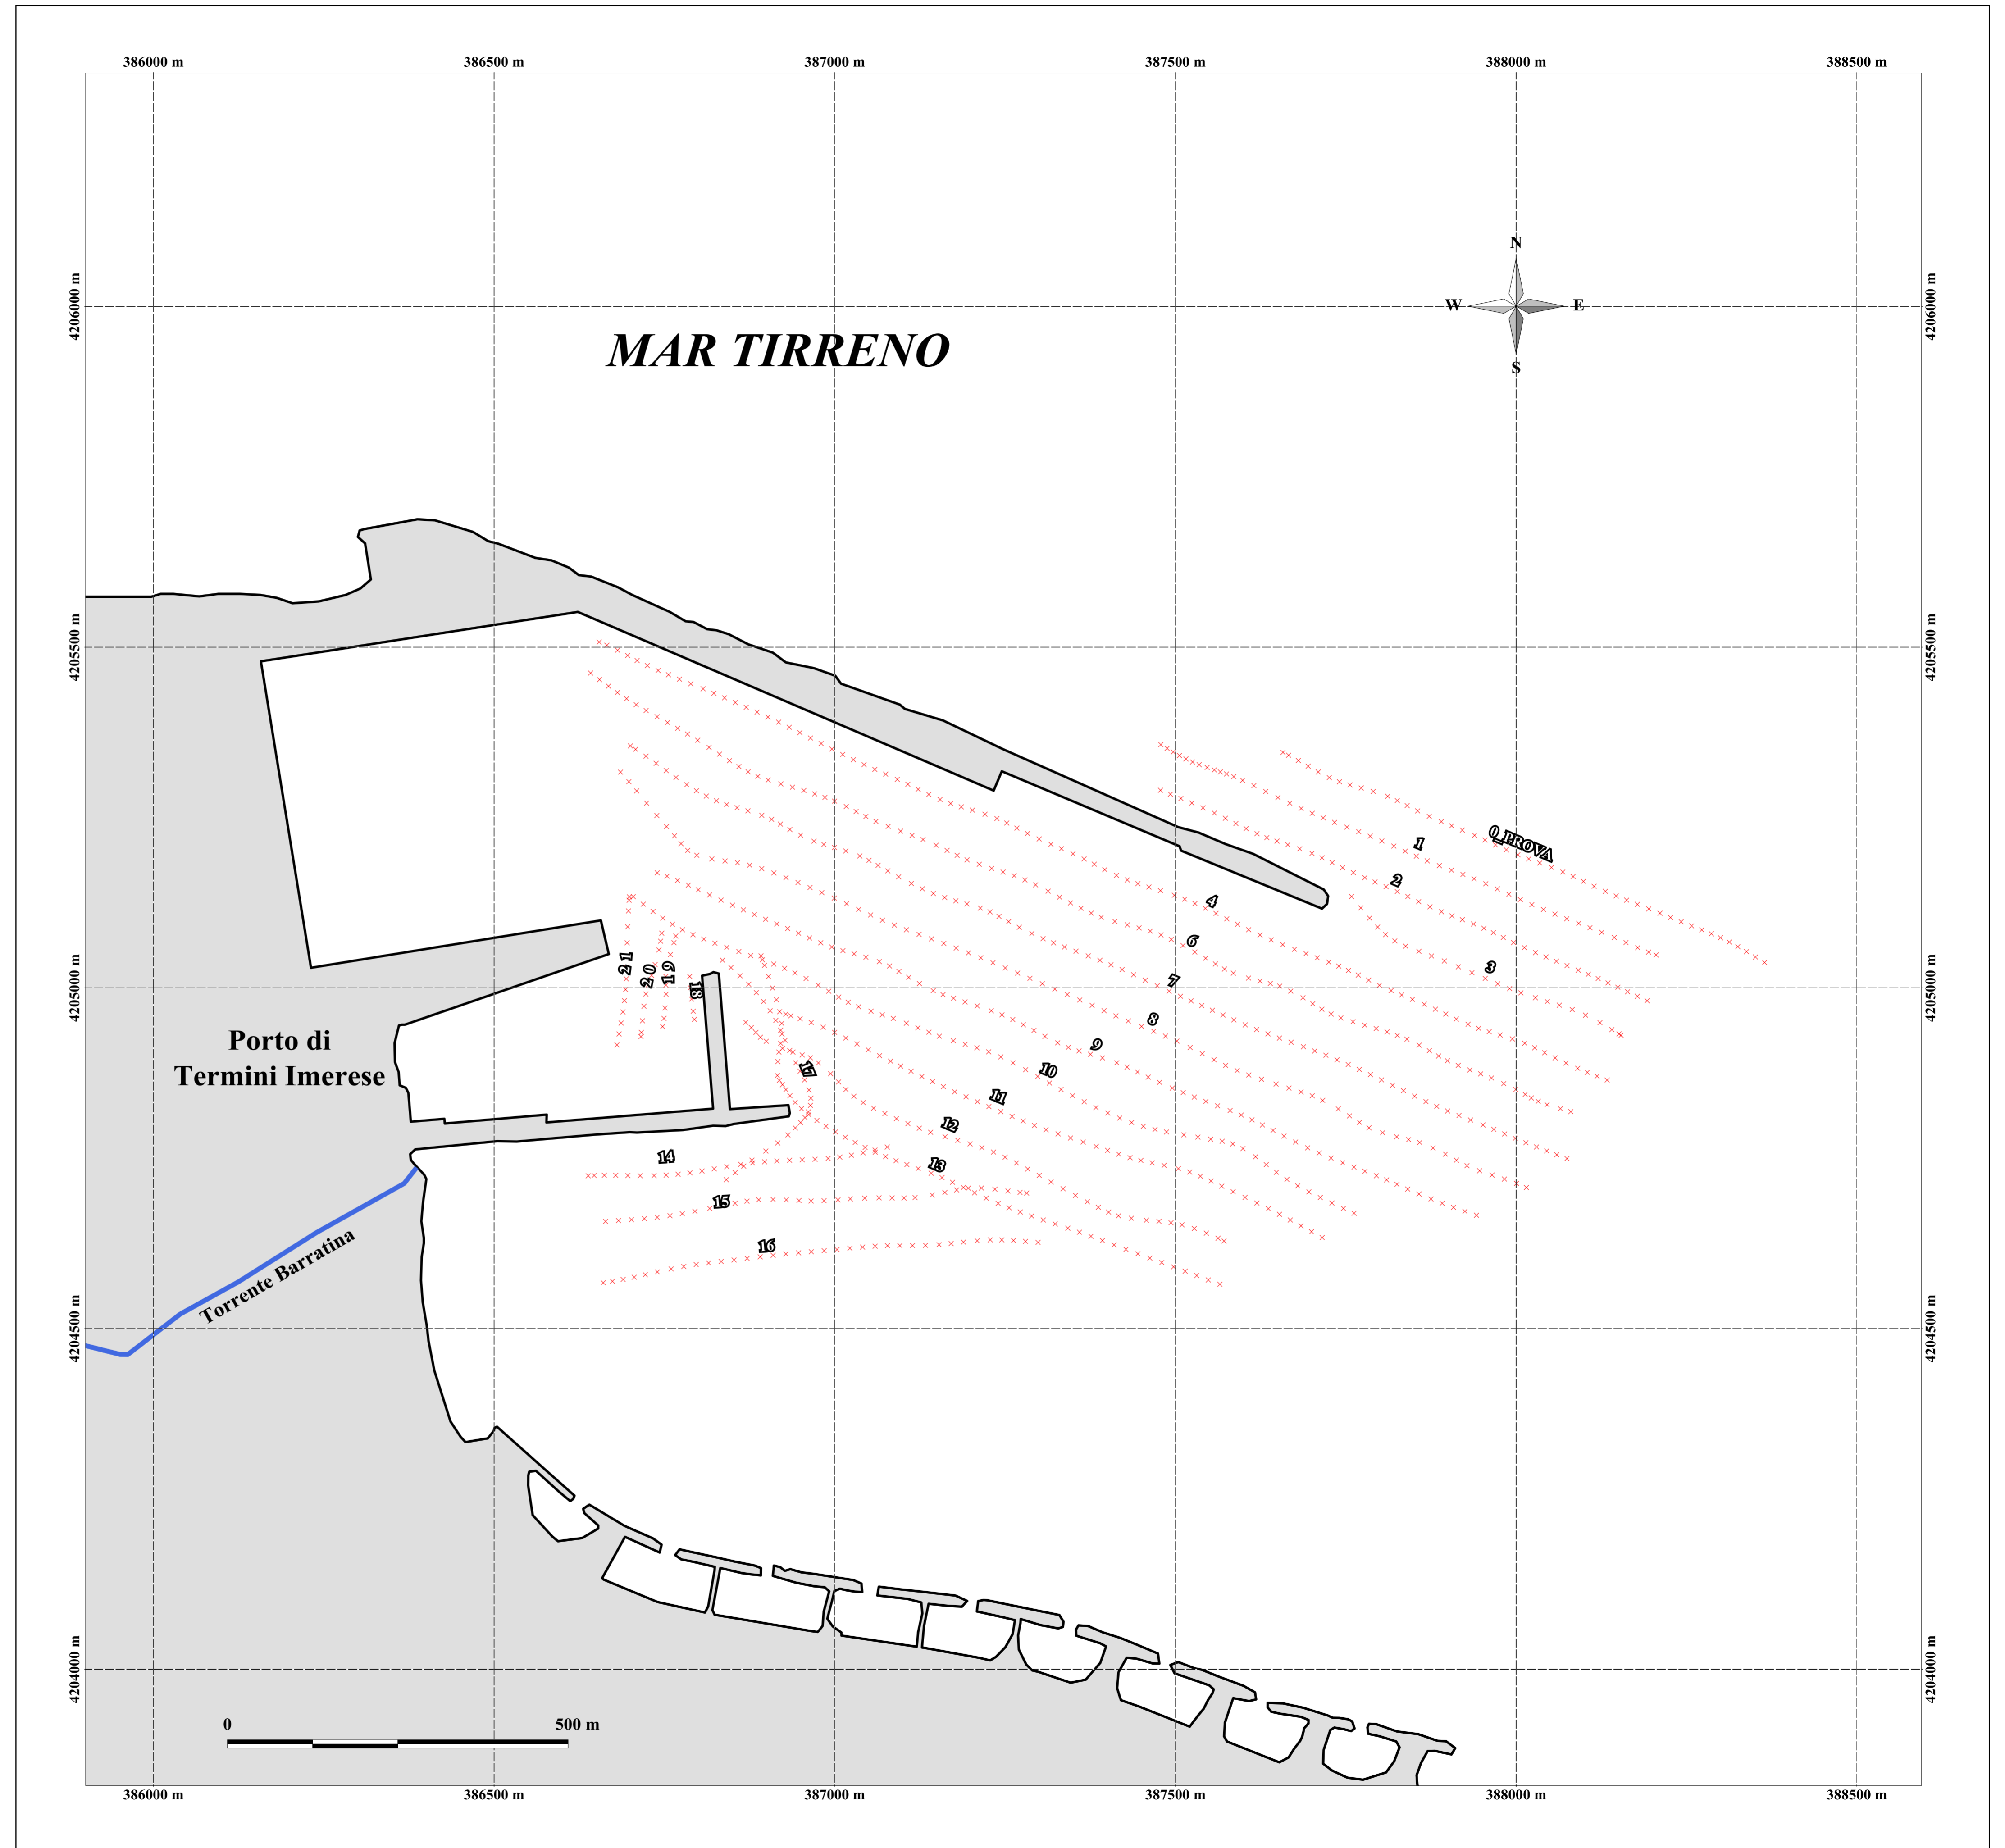 386000 m
386500 m
387000 m
387500 m
388000 m
388500 m
4206000 m
4206000 m
N
W
E
S
MAR TIRRENO
4205500 m
4205500 m
0_PROVA
1
2
4
6
3
21
20
19
18
7
8
9
10
11
12
13
17
14
15
16
4205000 m
4205000 m
Porto di
Termini Imerese
Torrente Barratina
4204500 m
4204500 m
4204000 m
4204000 m
0
500 m
386000 m
386500 m
387000 m
387500 m
388000 m
388500 m